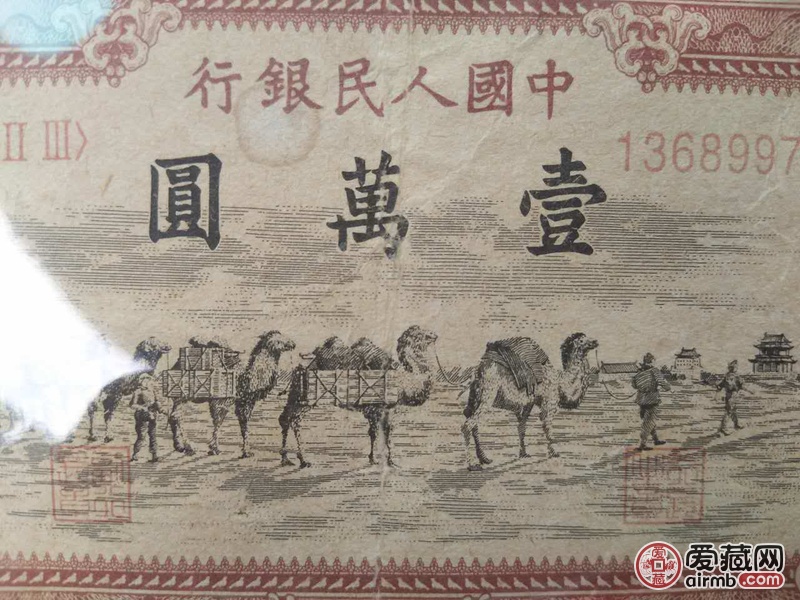 中國人民銀行
II III〉 1368997
壹萬圓
爱藏网
airmb.com